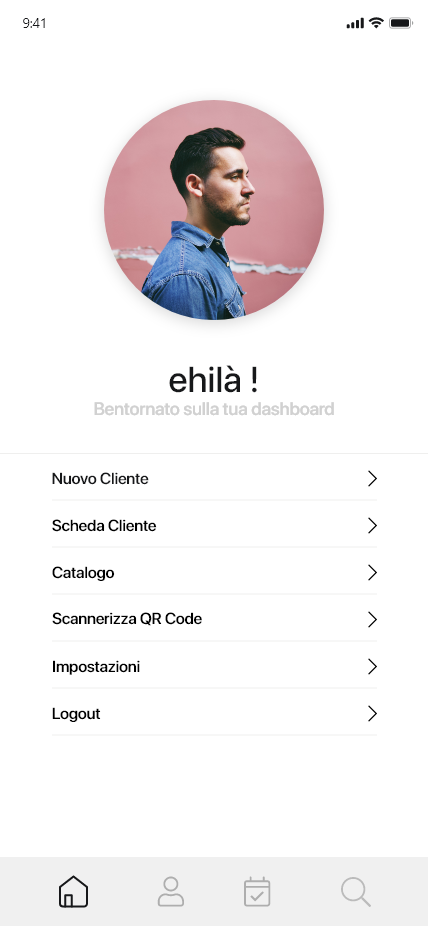 9:41
ehilà !
Bentornato sulla tua dashboard
Nuovo Cliente
Scheda Cliente
Catalogo
Scannerizza QR Code
Impostazioni
Logout